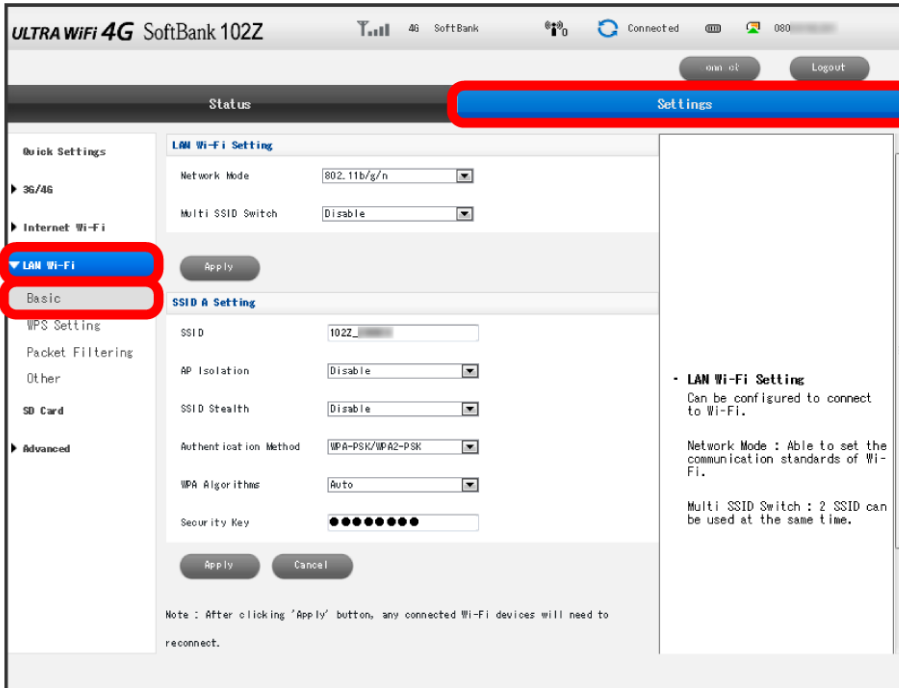 ULTRA WiFi 4G SoftBank 102Z 4G SoftBank 0 Connected 080
Logout
Status Settings
Quick Settings
3G/4G
Internet Wi-Fi
LAN Wi-Fi
Basic
WPS Setting
Packet Filtering
Other
SD Card
Advanced
LAN Wi-Fi Setting
Network Mode 802.11b/g/n
Multi SSID Switch Disable
Apply
SSID A Setting
SSID 102Z_
AP Isolation Disable
SSID Stealth Disable
Authentication Method WPA-PSK/WPA2-PSK
WPA Algorithms Auto
Security Key ●●●●●●●●
Apply Cancel
Note : After clicking 'Apply' button, any connected Wi-Fi devices will need to
reconnect.
・ LAN Wi-Fi Setting
Can be configured to connect
to Wi-Fi.
Network Mode : Able to set the
communication standards of Wi-
Fi.
Multi SSID Switch : 2 SSID can
be used at the same time.